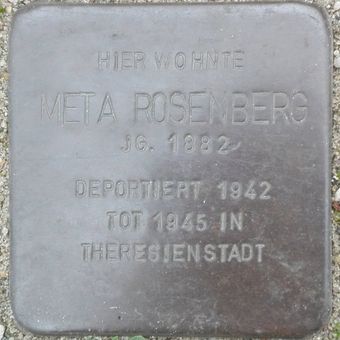 HIER WOHNTE
META ROSENBERG
JG. 1882
DEPORTIERT 1942
TOT 1945 IN
THERESIENSTADT